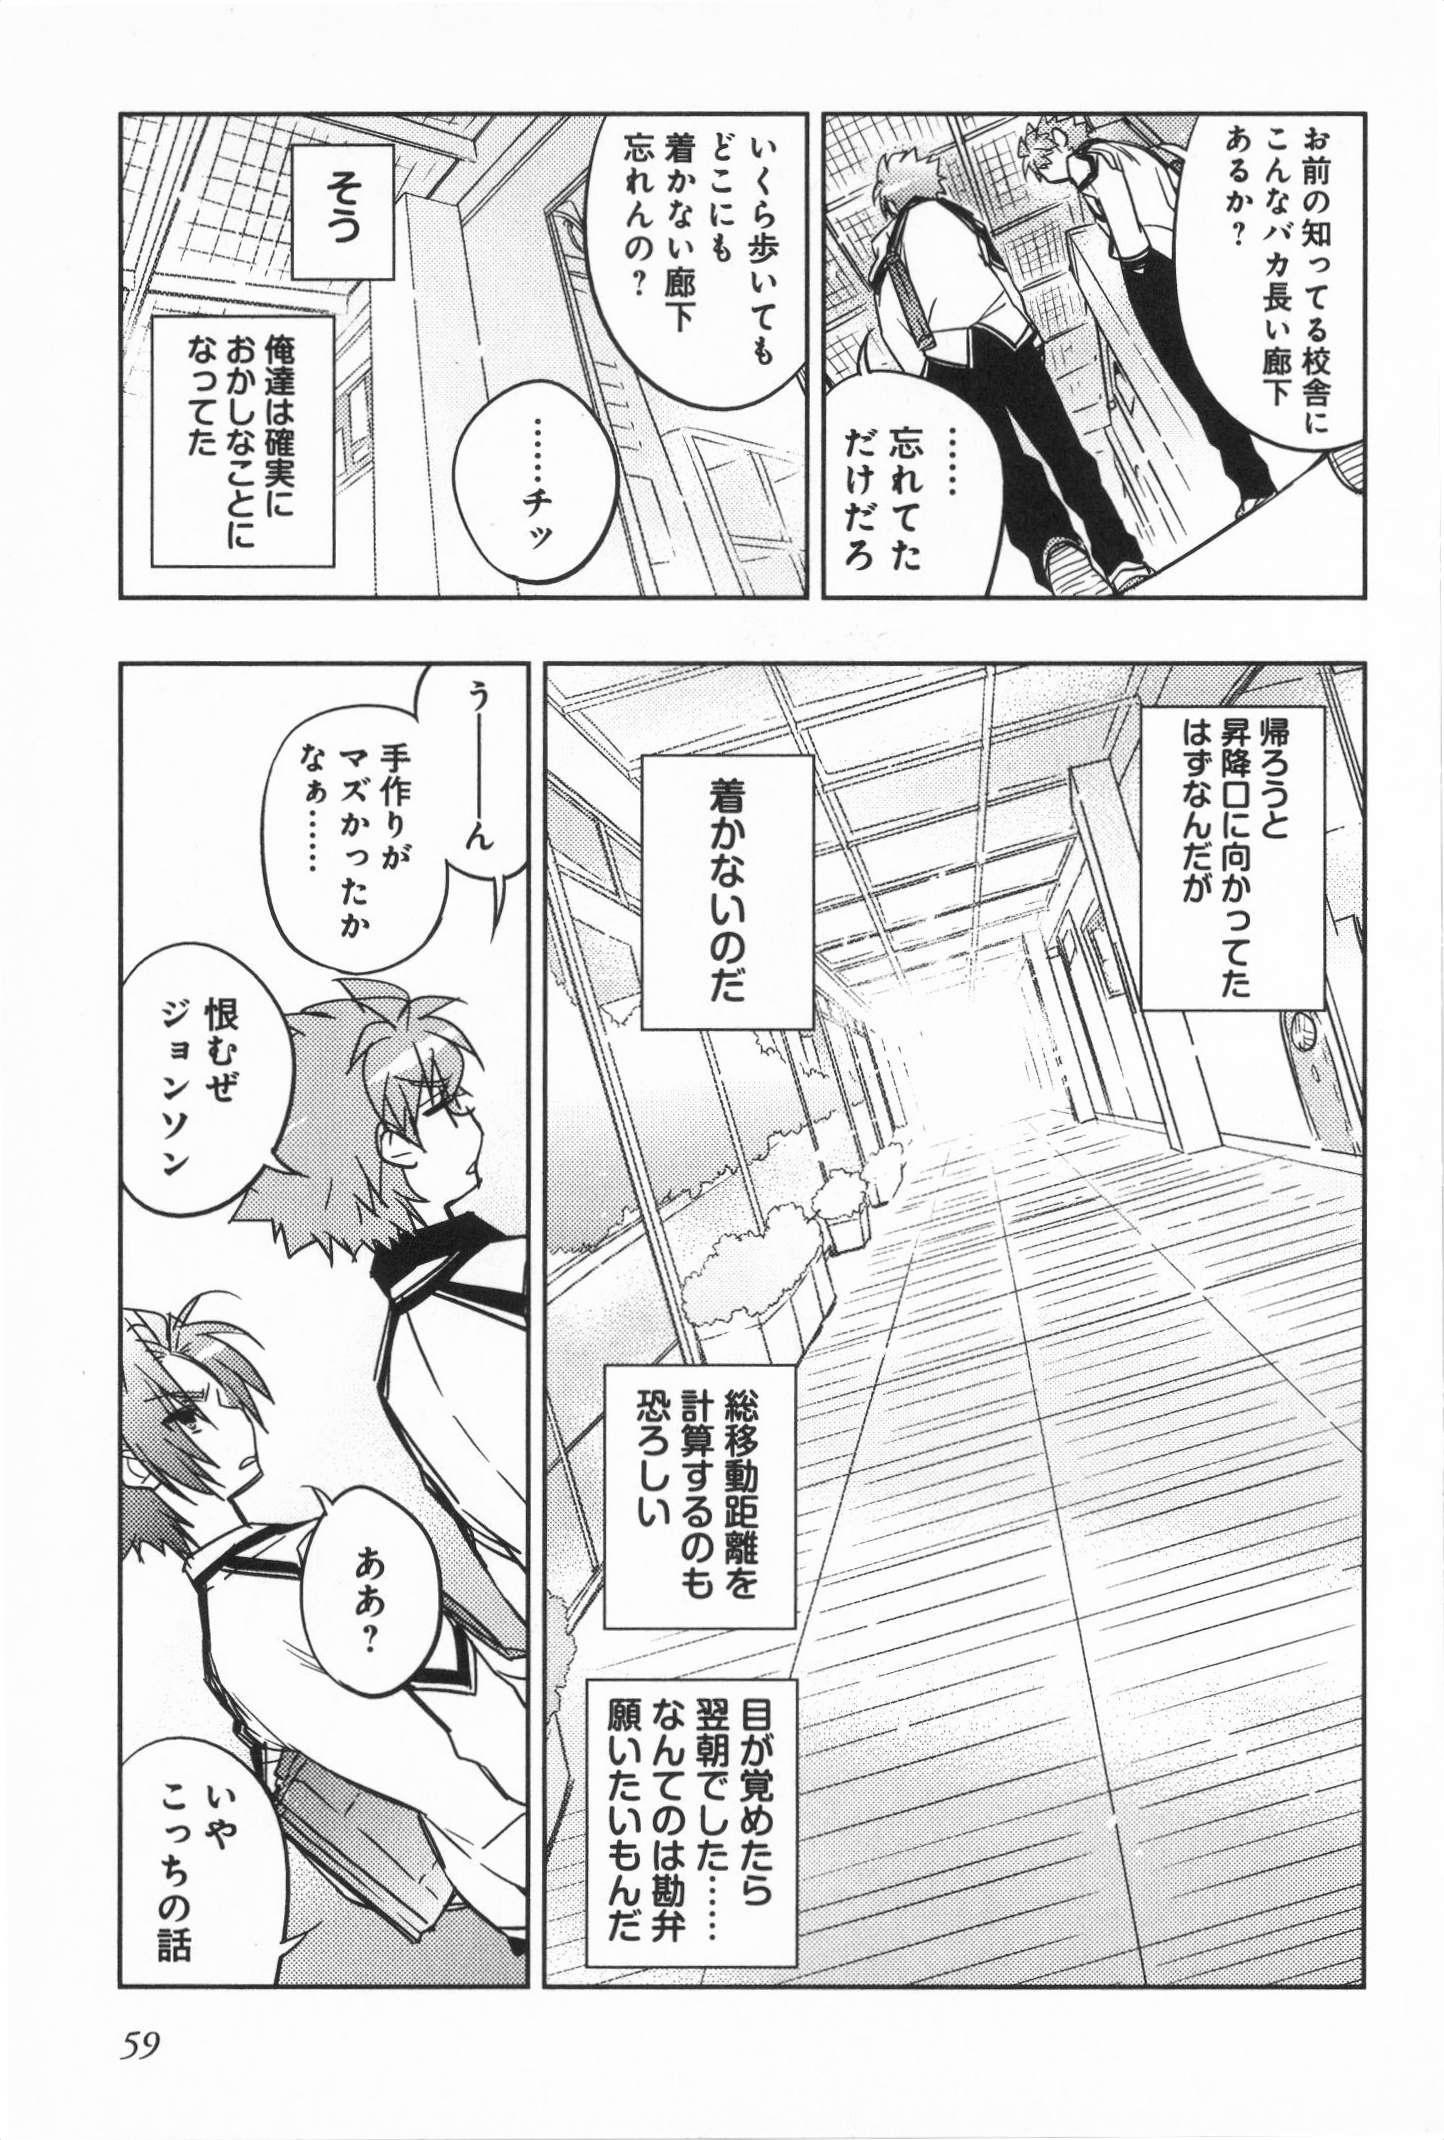 お前の知ってる校舎に
こんなバカ長い廊下
あるか?
……
忘れてた
だけだろ
いくら歩いても
どこにも
着かない廊下
忘れんの?
……チッ
そう
俺達は確実に
おかしなことに
なってた
帰ろうと
昇降口に向かってた
はずなんだが
着かないのだ
総移動距離を
計算するのも
恐ろしい
目が覚めたら
翌朝でした……
なんてのは勘弁
願いたいもんだ
うーーん
手作りが
マズかったか
なぁ……
恨むぜ
ジョンソン
ああ?
いや
こっちの話
59